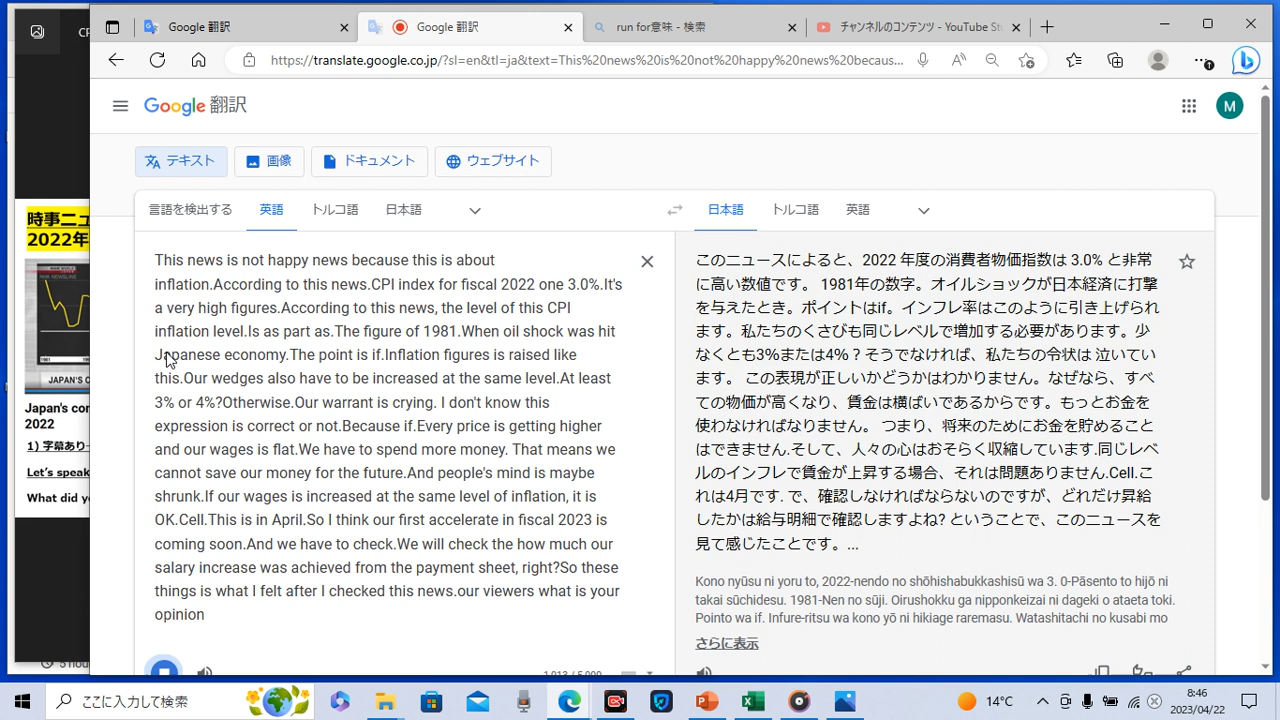 CP
Google 翻訳
Google 翻訳
run for意味 - 検索
チャンネルのコンテンツ - YouTube St
https://translate.google.co.jp/?sl=en&tl=ja&text=This%20news%20is%20not%20happy%20news%20becaus...
Google 翻訳
M
テキスト
画像
ドキュメント
ウェブサイト
言語を検出する
英語
トルコ語
日本語
日本語
トルコ語
英語
This news is not happy news because this is about
inflation.According to this news.CPI index for fiscal 2022 one 3.0%.It's
a very high figures.According to this news, the level of this CPI
inflation level.Is as part as.The figure of 1981.When oil shock was hit
Japanese economy.The point is if.Inflation figures is raised like
this.Our wedges also have to be increased at the same level.At least
3% or 4%?Otherwise.Our warrant is crying. I don't know this
expression is correct or not.Because if.Every price is getting higher
and our wages is flat.We have to spend more money. That means we
cannot save our money for the future.And people's mind is maybe
shrunk.If our wages is increased at the same level of inflation, it is
OK.Cell.This is in April.So I think our first accelerate in fiscal 2023 is
coming soon.And we have to check.We will check the how much our
salary increase was achieved from the payment sheet, right?So these
things is what I felt after I checked this news.our viewers what is your
opinion
このニュースによると、2022 年度の消費者物価指数は 3.0% と非常
に高い数値です。 1981年の数字。オイルショックが日本経済に打撃
を与えたとき。ポイントはif。インフレ率はこのように引き上げられ
ます。私たちのくさびも同じレベルで増加する必要があります。少
なくとも3%または4%？そうでなければ、私たちの令状は 泣いてい
ます。 この表現が正しいかどうかはわかりません。なぜなら、すべ
ての物価が高くなり、賃金は横ばいであるからです。もっとお金を
使わなければなりません。 つまり、将来のためにお金を貯めること
はできません.そして、人々の心はおそらく収縮しています.同じレベ
ルのインフレで賃金が上昇する場合、それは問題ありません.Cell.こ
れは4月です. で、確認しなければならないのですが、どれだけ昇給
したかは給与明細で確認しますよね? ということで、このニュースを
見て感じたことです。...
Kono nyūsu ni yoru to, 2022-nendo no shōhishabukkashisū wa 3. 0-Pāsento to hijō ni
takai sūchidesu. 1981-Nen no sūji. Oirushokku ga nipponkeizai ni dageki o ataeta toki.
Pointo wa if. Infure-ritsu wa kono yō ni hikiage raremasu. Watashitachi no kusabi mo
さらに表示
1,013 / 5,000
時事ニュ
2022年
JAPAN'S C
Japan's con
2022
1) 字幕あり
Let's speak
What did yo
5 hour
ここに入力して検索
14°C
8:46
2023/04/22